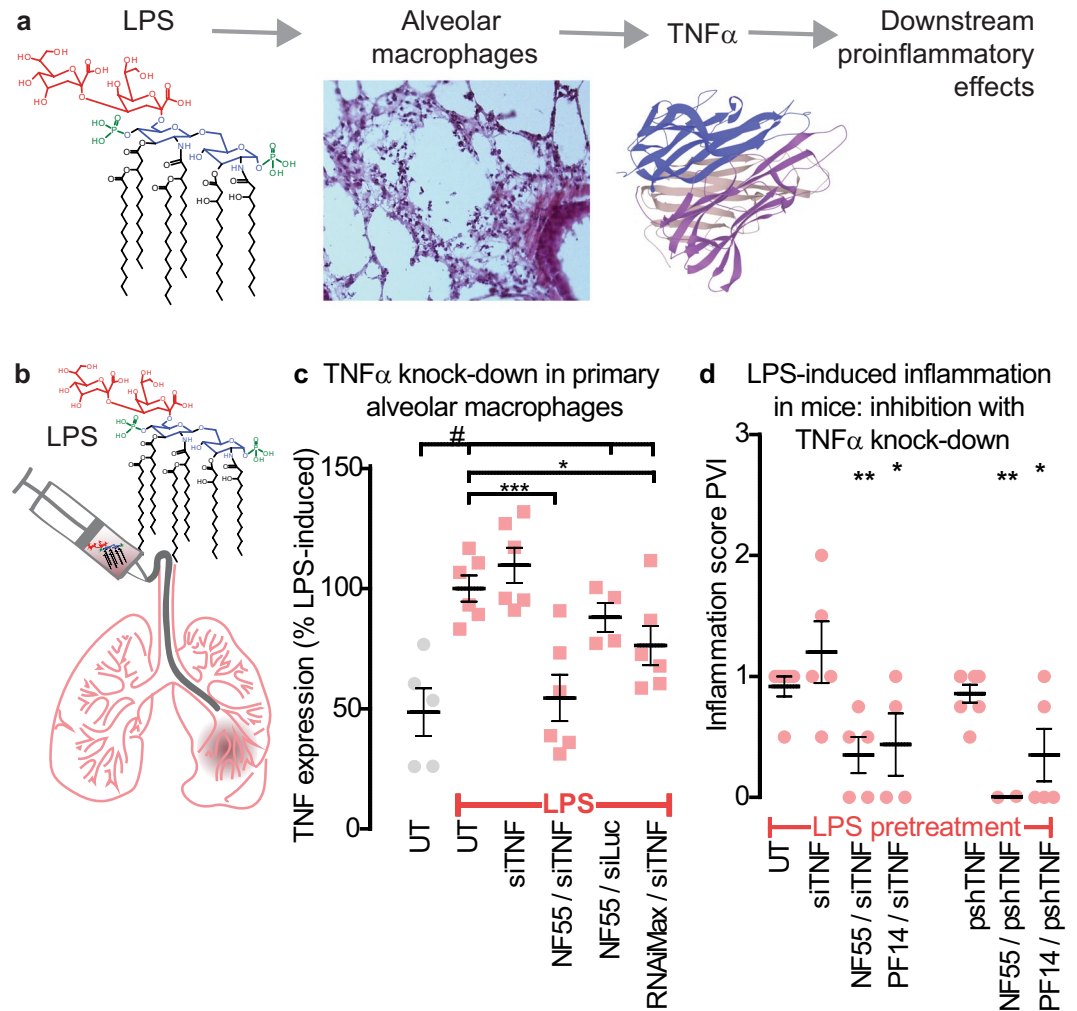 a
LPS
Alveolar
macrophages
TNFα
Downstream
proinflammatory
effects
b
LPS
c
TNFα knock-down in primary
alveolar macrophages
TNF expression (% LPS-induced)
150
100
50
0
#
*
***
LPS
UT
UT
siTNF
NF55 / siTNF
NF55 / siLuc
RNAiMax / siTNF
d
LPS-induced inflammation
in mice: inhibition with
TNFα knock-down
Inflammation score PVI
3
2
1
0
** * ** *
LPS pretreatment
UT
siTNF
NF55 / siTNF
PF14 / siTNF
pshTNF
NF55 / pshTNF
PF14 / pshTNF